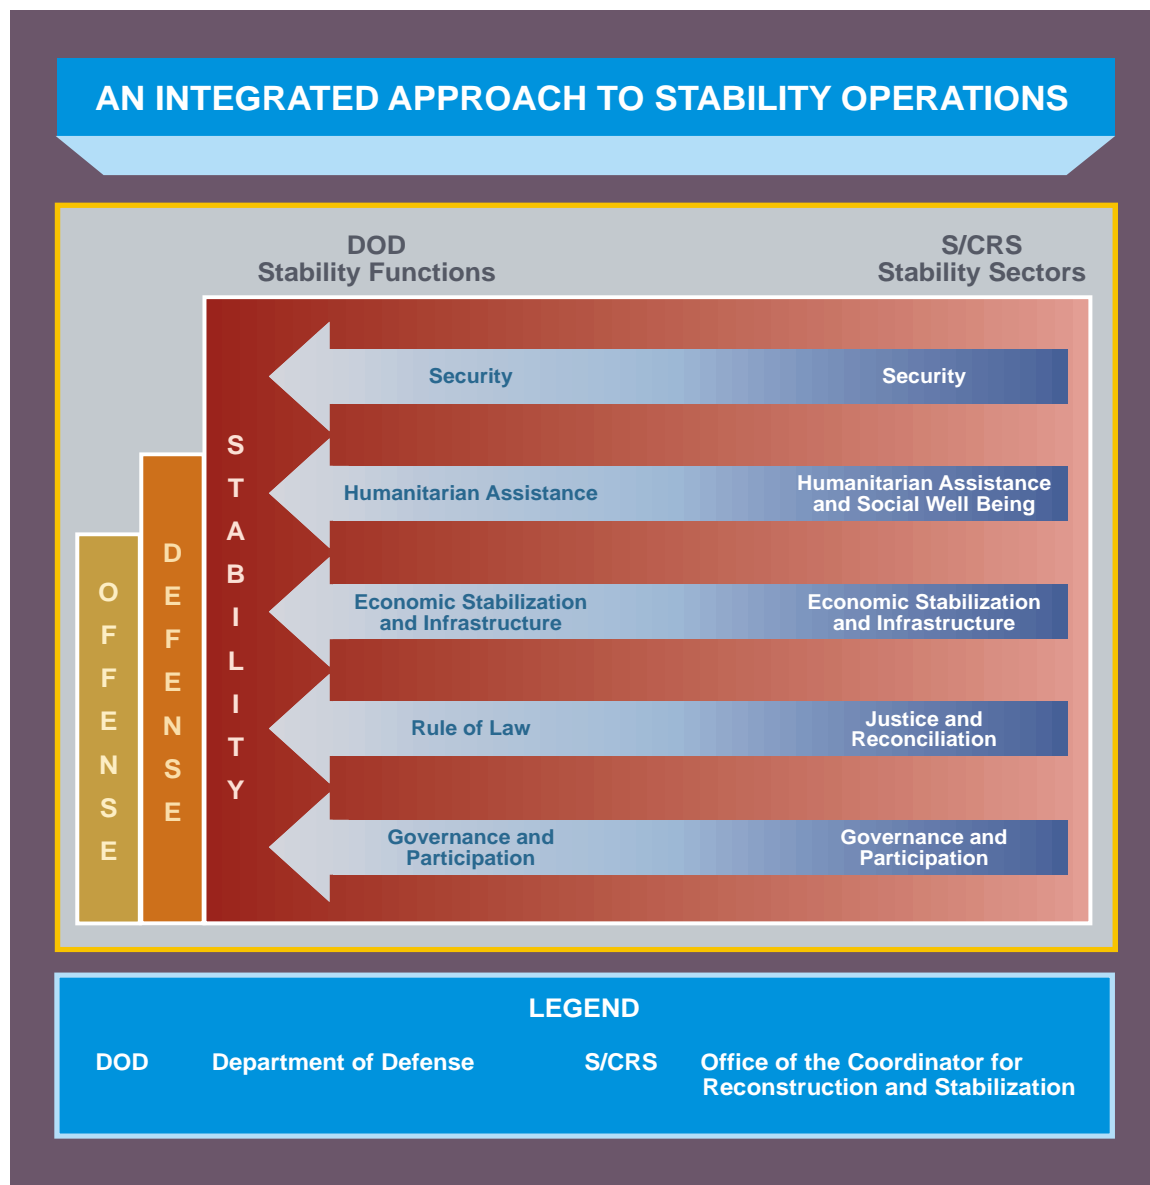 AN INTEGRATED APPROACH TO STABILITY OPERATIONS
DOD
Stability Functions
S/CRS
Stability Sectors
OFFENSE
DEFENSE
STABILITY
Security
Security
Humanitarian Assistance
Humanitarian Assistance
and Social Well Being
Economic Stabilization
and Infrastructure
Economic Stabilization
and Infrastructure
Rule of Law
Justice and
Reconciliation
Governance and
Participation
Governance and
Participation
LEGEND
DOD Department of Defense
S/CRS Office of the Coordinator for
Reconstruction and Stabilization